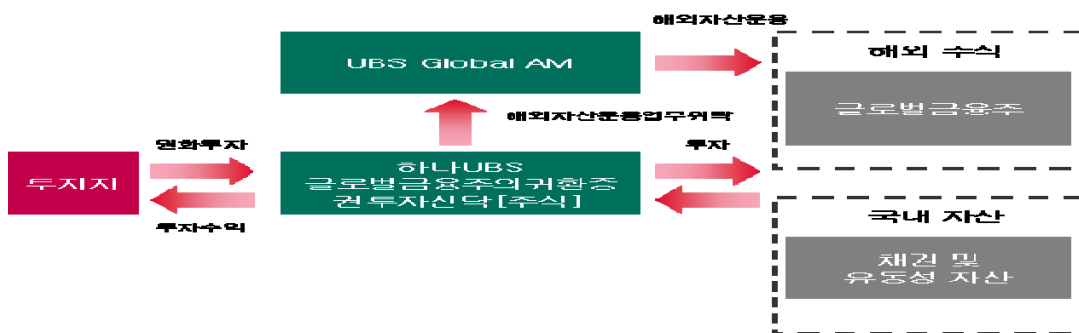 해외자산운용
UBS Global AM
해외 주식
글로벌금융주
해외자산운용업무위탁
원화투자
투자
투자자
하나UBS
글로벌금융주의귀환증
권투자신탁[주식]
투자수익
국내 자산
채권 및
유동성 자산